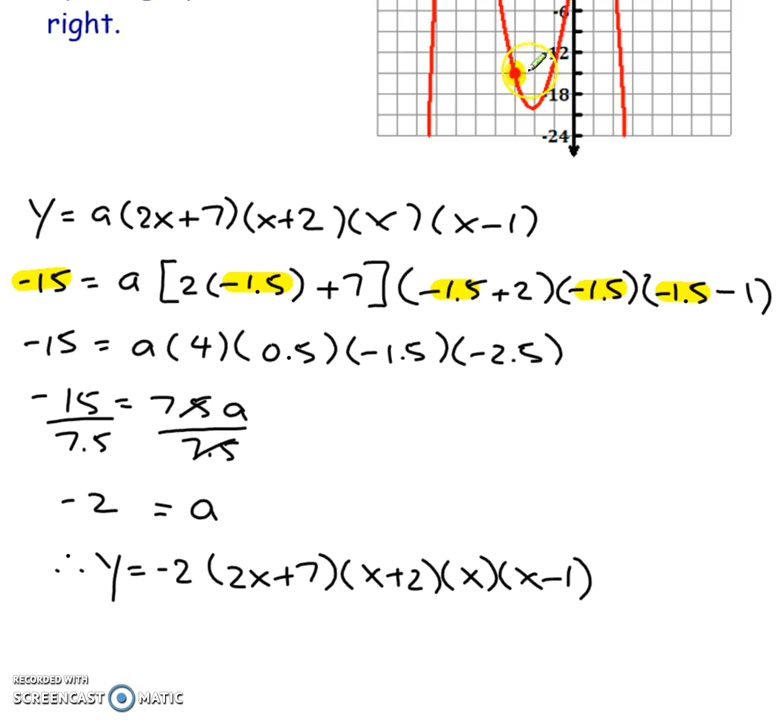 right.
-6
-12
-18
-24
y = a(2x+7)(x+2)(x)(x-1)
-15 = a[2(-1.5)+7](-1.5+2)(-1.5)(-1.5-1)
-15 = a(4)(0.5)(-1.5)(-2.5)
-15 = 7.5a
7.5 7.5
-2 = a
∴ y = -2(2x+7)(x+2)(x)(x-1)
RECORDED WITH
SCREENCAST MATIC